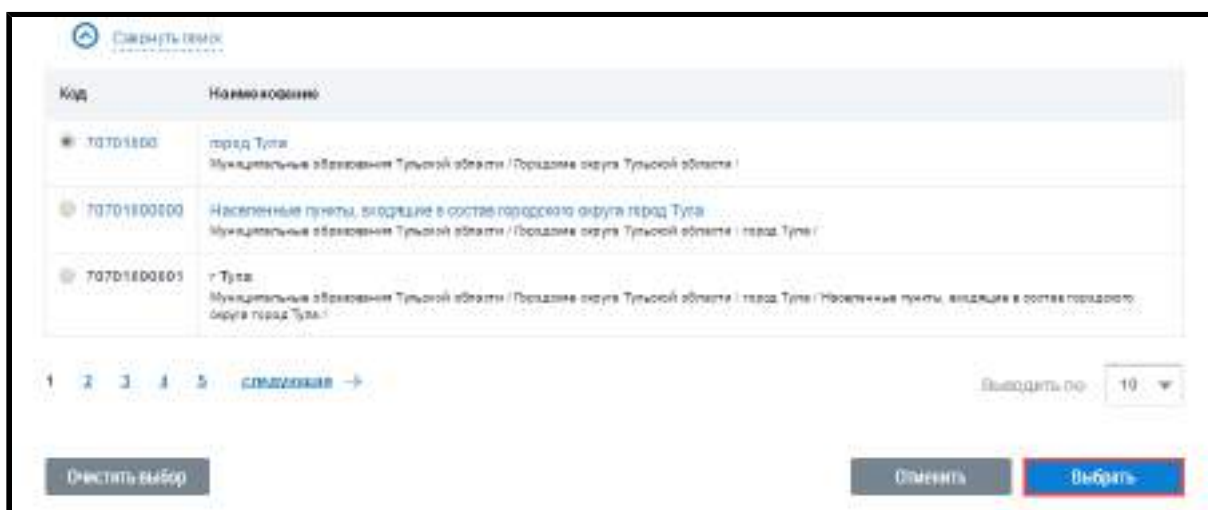 Свернуть поиск
Код Наименование
70701000 город Тула
Муниципальные образования Тульской области / Городские округа Тульской области /
70701000000 Населенные пункты, входящие в состав городского округа город Тула
Муниципальные образования Тульской области / Городские округа Тульской области / город Тула /
70701000001 г Тула
Муниципальные образования Тульской области / Городские округа Тульской области / город Тула / Населенные пункты, входящие в состав городского
округа город Тула /
1 2 3 4 5 следующая →
Выводить по 10
Очистить выбор Отменить Выбрать